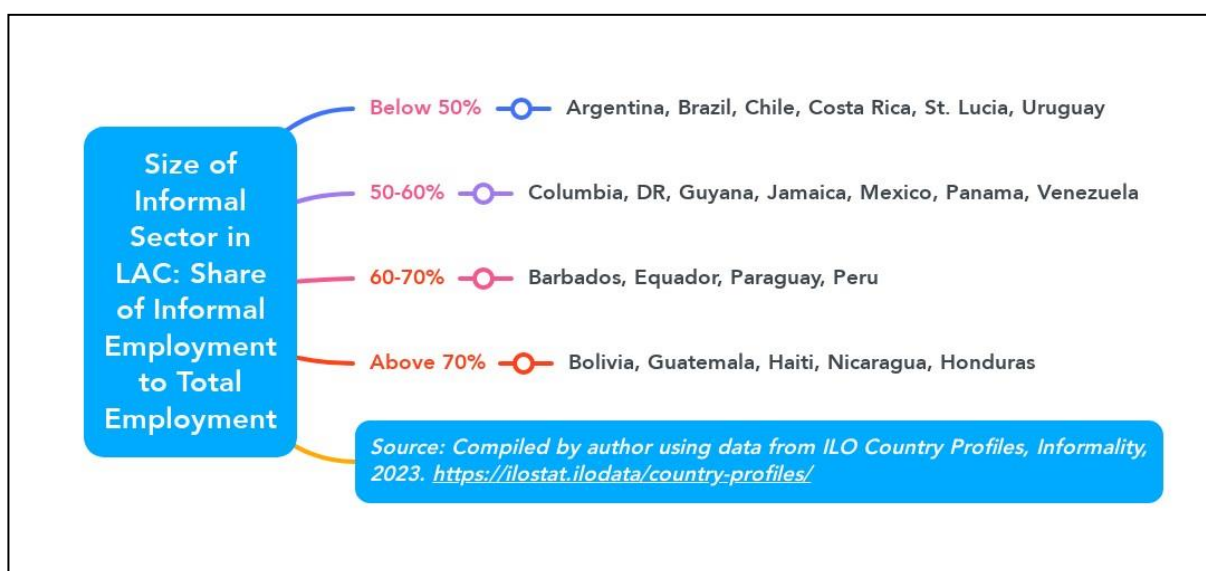 Size of
Informal
Sector in
LAC: Share
of Informal
Employment
to Total
Employment
Below 50%
Argentina, Brazil, Chile, Costa Rica, St. Lucia, Uruguay
50-60%
Columbia, DR, Guyana, Jamaica, Mexico, Panama, Venezuela
60-70%
Barbados, Equador, Paraguay, Peru
Above 70%
Bolivia, Guatemala, Haiti, Nicaragua, Honduras
Source: Compiled by author using data from ILO Country Profiles, Informality,
2023. https://ilostat.ilodata/country-profiles/